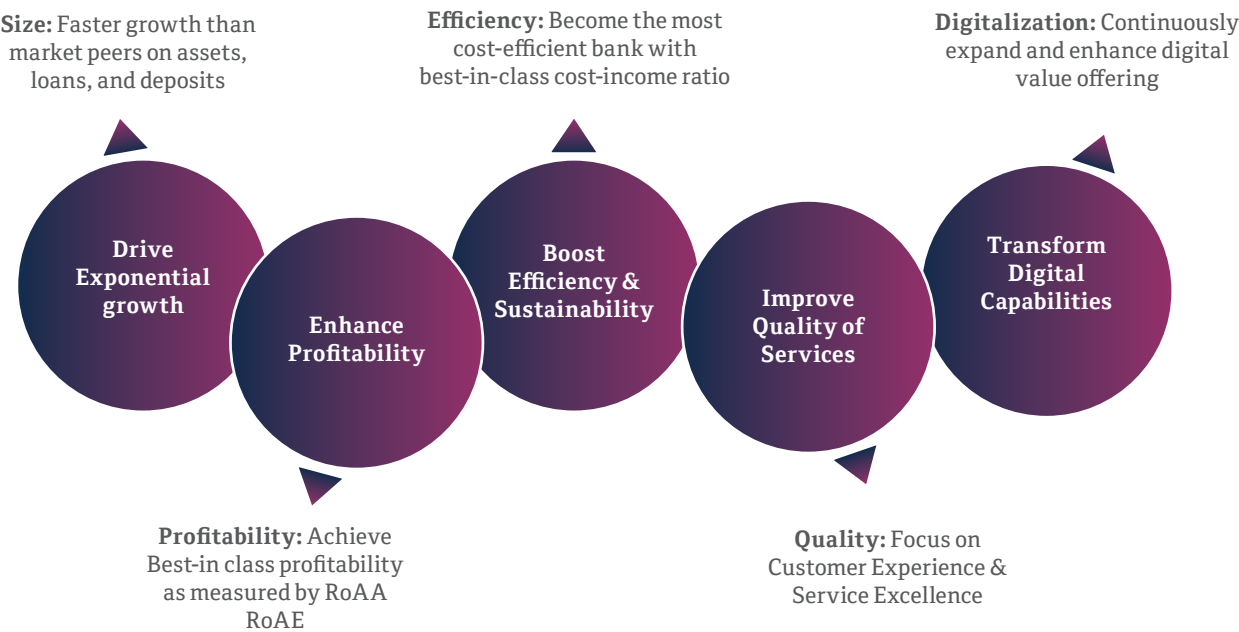 Size: Faster growth than
market peers on assets,
loans, and deposits
Efficiency: Become the most
cost-efficient bank with
best-in-class cost-income ratio
Digitalization: Continuously
expand and enhance digital
value offering
Drive
Exponential
growth
Enhance
Profitability
Boost
Efficiency &
Sustainability
Improve
Quality of
Services
Transform
Digital
Capabilities
Profitability: Achieve
Best-in class profitability
as measured by RoAA
RoAE
Quality: Focus on
Customer Experience &
Service Excellence